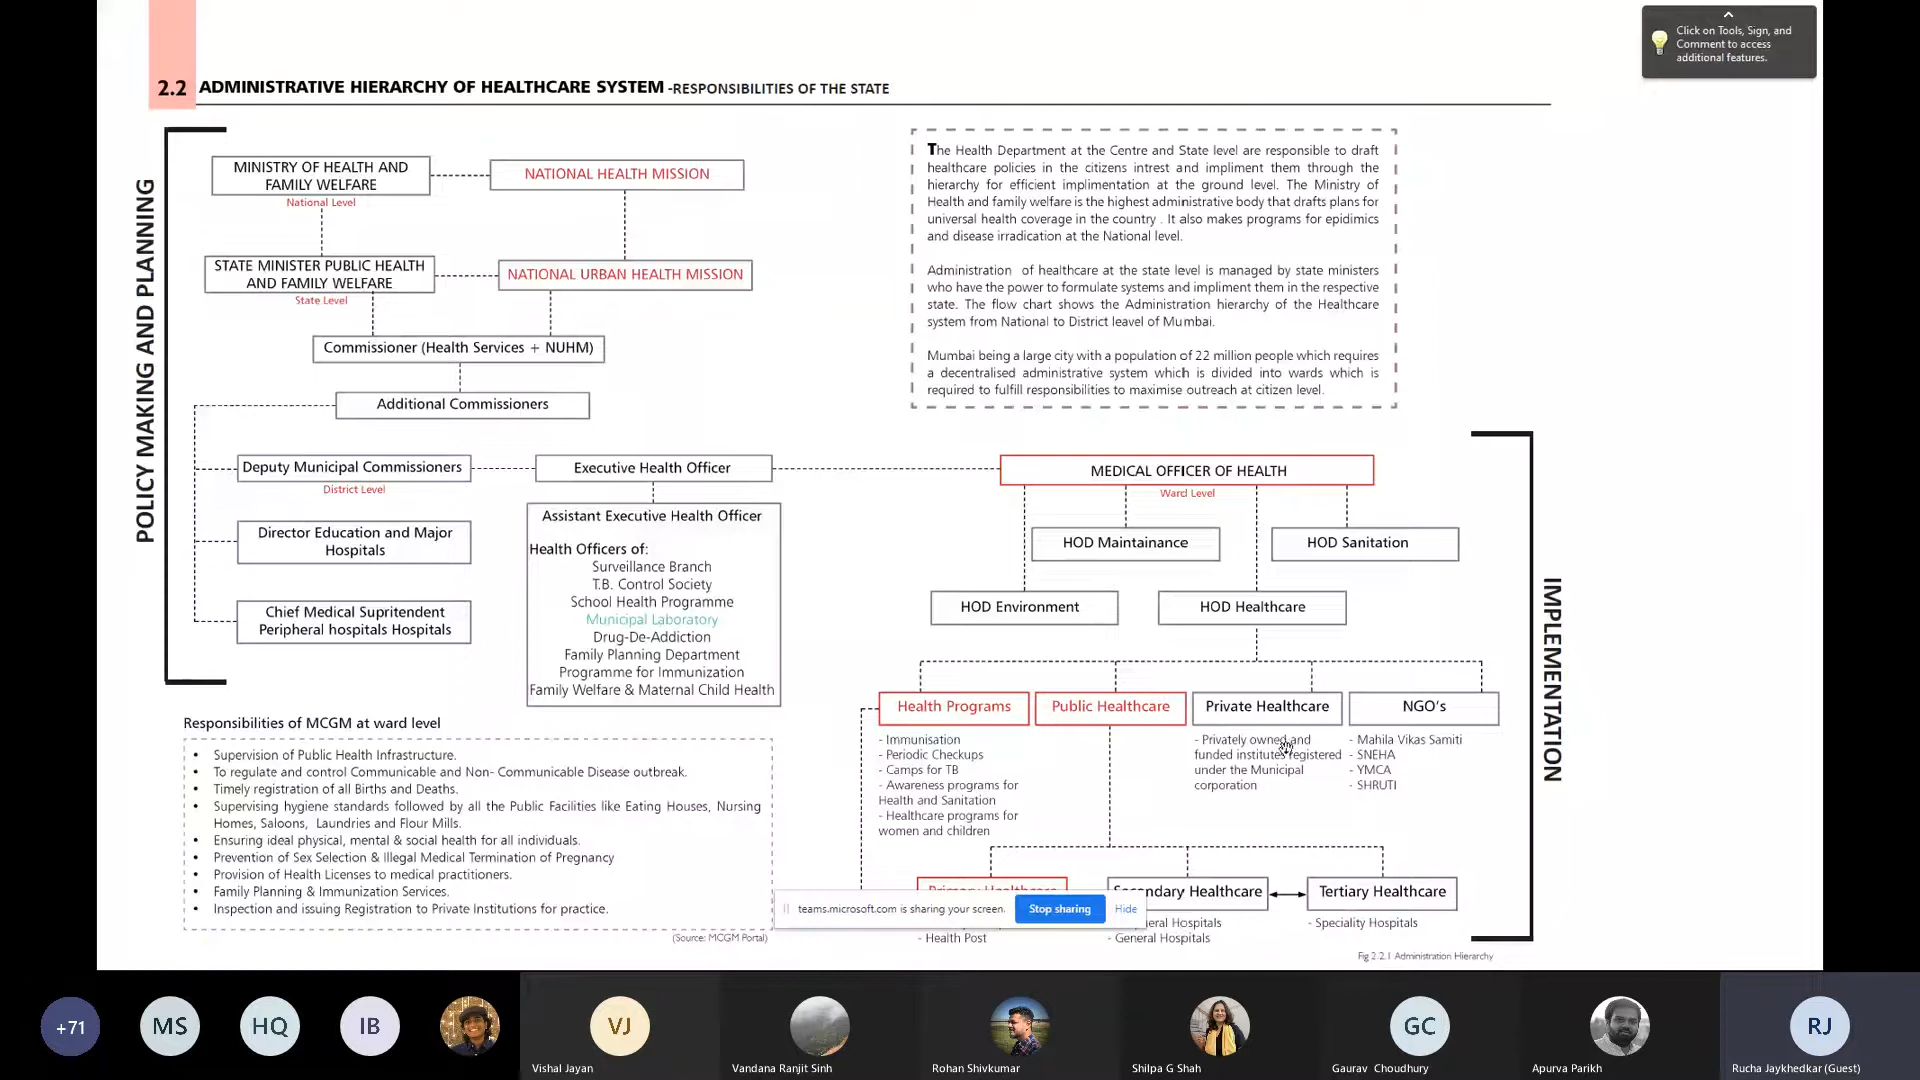 Click on Tools, Sign, and
Comment to access
additional features.
2.2 ADMINISTRATIVE HIERARCHY OF HEALTHCARE SYSTEM -RESPONSIBILITIES OF THE STATE
POLICY MAKING AND PLANNING
MINISTRY OF HEALTH AND
FAMILY WELFARE
National Level
NATIONAL HEALTH MISSION
STATE MINISTER PUBLIC HEALTH
AND FAMILY WELFARE
State Level
NATIONAL URBAN HEALTH MISSION
Commissioner (Health Services + NUHM)
Additional Commissioners
Deputy Municipal Commissioners
District Level
Director Education and Major
Hospitals
Chief Medical Supritendent
Peripheral hospitals Hospitals
Executive Health Officer
Assistant Executive Health Officer
Health Officers of:
Surveillance Branch
T.B. Control Society
School Health Programme
Municipal Laboratory
Drug-De-Addiction
Family Planning Department
Programme for Immunization
Family Welfare & Maternal Child Health
The Health Department at the Centre and State level are responsible to draft
healthcare policies in the citizens intrest and impliment them through the
hierarchy for efficient implimentation at the ground level. The Ministry of
Health and family welfare is the highest administrative body that drafts plans for
universal health coverage in the country . It also makes programs for epidimics
and disease irradication at the National level.
Administration of healthcare at the state level is managed by state ministers
who have the power to formulate systems and impliment them in the respective
state. The flow chart shows the Administration hierarchy of the Healthcare
system from National to District leavel of Mumbai.
Mumbai being a large city with a population of 22 million people which requires
a decentralised administrative system which is divided into wards which is
required to fulfill responsibilities to maximise outreach at citizen level.
MEDICAL OFFICER OF HEALTH
Ward Level
HOD Maintainance
HOD Sanitation
HOD Environment
HOD Healthcare
IMPLEMENTATION
Health Programs
- Immunisation
- Periodic Checkups
- Camps for TB
- Awareness programs for
Health and Sanitation
- Healthcare programs for
women and children
Public Healthcare
Private Healthcare
- Privately owned and
funded institutes registered
under the Municipal
corporation
NGO's
- Mahila Vikas Samiti
- SNEHA
- YMCA
- SHRUTI
Responsibilities of MCGM at ward level
• Supervision of Public Health Infrastructure.
• To regulate and control Communicable and Non- Communicable Disease outbreak.
• Timely registration of all Births and Deaths.
• Supervising hygiene standards followed by all the Public Facilities like Eating Houses, Nursing
Homes, Saloons, Laundries and Flour Mills.
• Ensuring ideal physical, mental & social health for all individuals.
• Prevention of Sex Selection & Illegal Medical Termination of Pregnancy
• Provision of Health Licenses to medical practitioners.
• Family Planning & Immunization Services.
• Inspection and issuing Registration to Private Institutions for practice.
(Source: MCGM Portal)
Primary Healthcare
- Health Post
Secondary Healthcare
- General Hospitals
Tertiary Healthcare
- Speciality Hospitals
Fig 2.2.1 Administration Hierarchy
teams.microsoft.com is sharing your screen.
Stop sharing
Hide
+71
MS
HQ
IB
VJ
GC
RJ
Vishal Jayan
Vandana Ranjit Sinh
Rohan Shivkumar
Shilpa G Shah
Gaurav Choudhury
Apurva Parikh
Rucha Jaykhedkar (Guest)